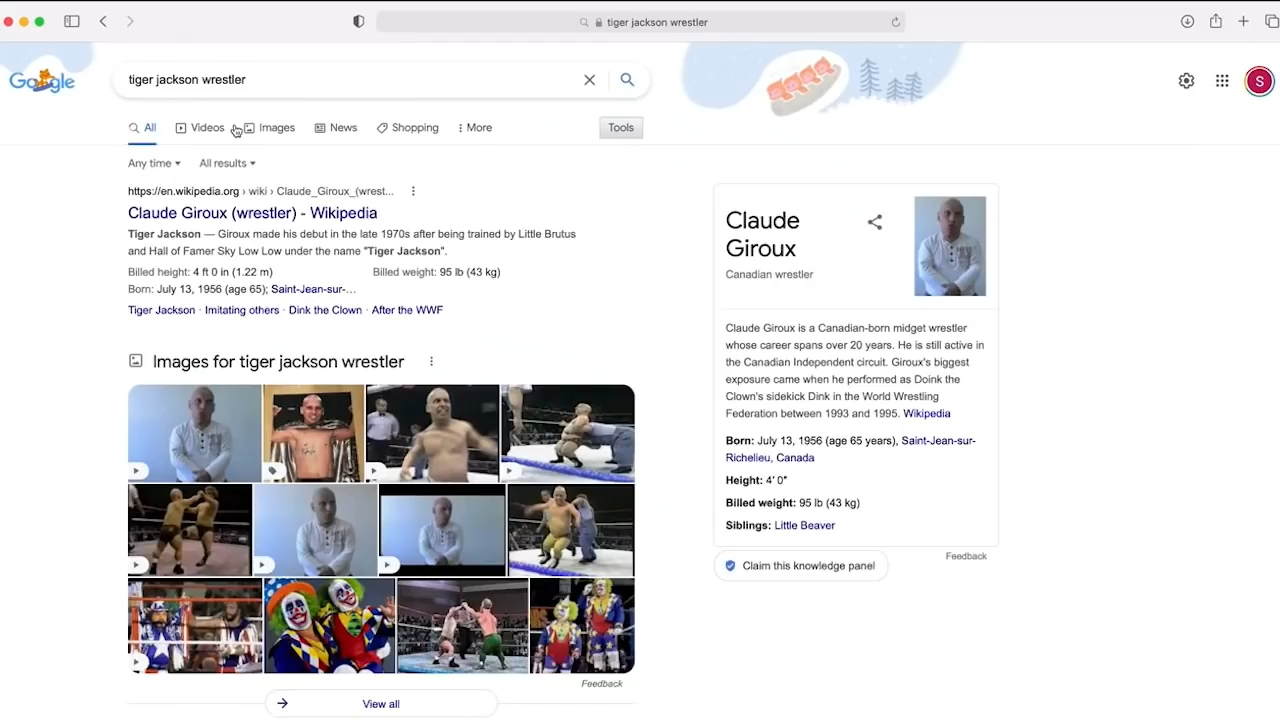 tiger jackson wrestler
Google
tiger jackson wrestler
S
All Videos Images News Shopping More Tools
Any time All results
https://en.wikipedia.org › wiki › Claude_Giroux_(wrest...
Claude Giroux (wrestler) - Wikipedia
Tiger Jackson — Giroux made his debut in the late 1970s after being trained by Little Brutus
and Hall of Famer Sky Low Low under the name "Tiger Jackson".
Billed height: 4 ft 0 in (1.22 m) Billed weight: 95 lb (43 kg)
Born: July 13, 1956 (age 65); Saint-Jean-sur-...
Tiger Jackson · Imitating others · Dink the Clown · After the WWF
Images for tiger jackson wrestler
Feedback
View all
Claude
Giroux
Canadian wrestler
Claude Giroux is a Canadian-born midget wrestler
whose career spans over 20 years. He is still active in
the Canadian Independent circuit. Giroux's biggest
exposure came when he performed as Doink the
Clown's sidekick Dink in the World Wrestling
Federation between 1993 and 1995. Wikipedia
Born: July 13, 1956 (age 65 years), Saint-Jean-sur-
Richelieu, Canada
Height: 4′ 0″
Billed weight: 95 lb (43 kg)
Siblings: Little Beaver
Feedback
Claim this knowledge panel